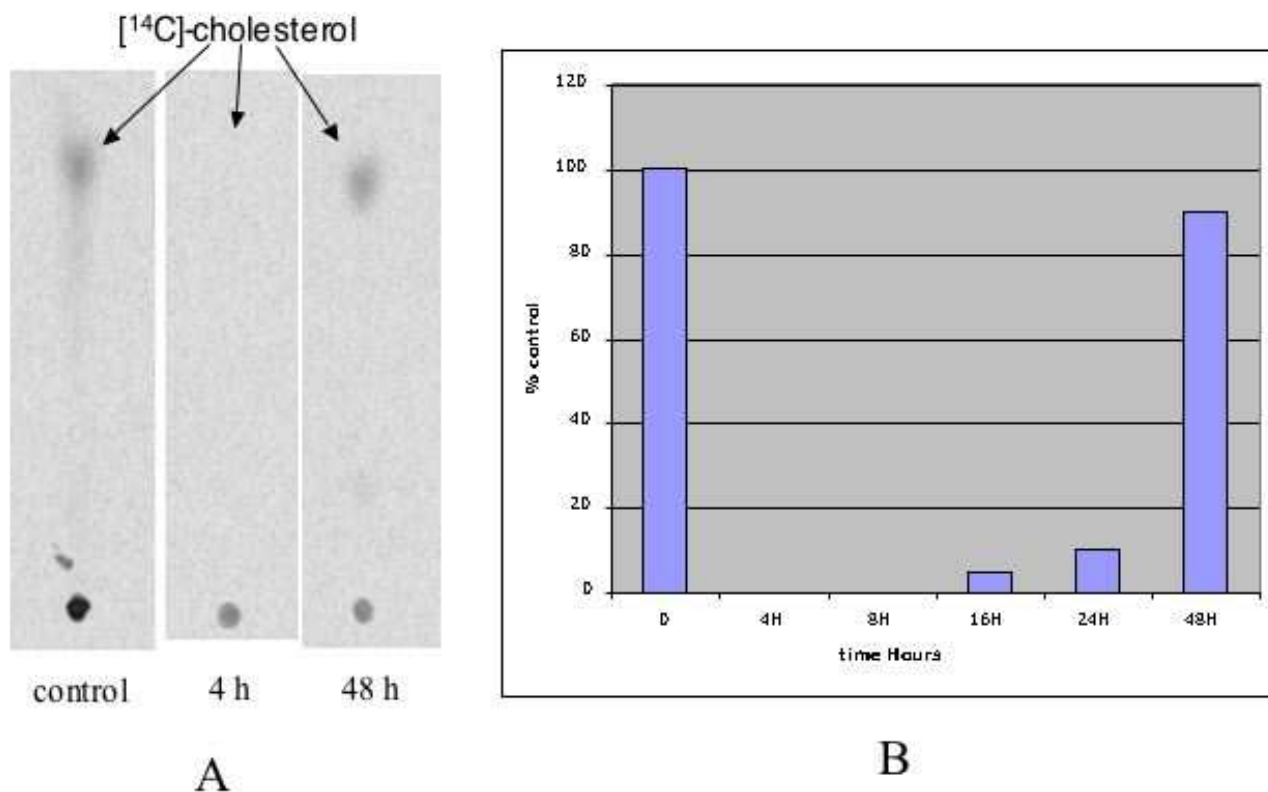 [¹⁴C]-cholesterol
control
4 h
48 h
A
120
100
80
60
40
20
0
% control
0
4H
8H
16H
24H
48H
time Hours
B